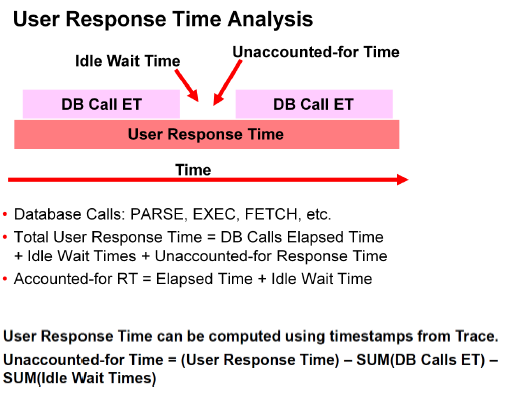 User Response Time Analysis
Unaccounted-for Time
Idle Wait Time
DB Call ET
DB Call ET
User Response Time
Time
• Database Calls: PARSE, EXEC, FETCH, etc.
• Total User Response Time = DB Calls Elapsed Time
+ Idle Wait Times + Unaccounted-for Response Time
• Accounted-for RT = Elapsed Time + Idle Wait Time
User Response Time can be computed using timestamps from Trace.
Unaccounted-for Time = (User Response Time) – SUM(DB Calls ET) –
SUM(Idle Wait Times)